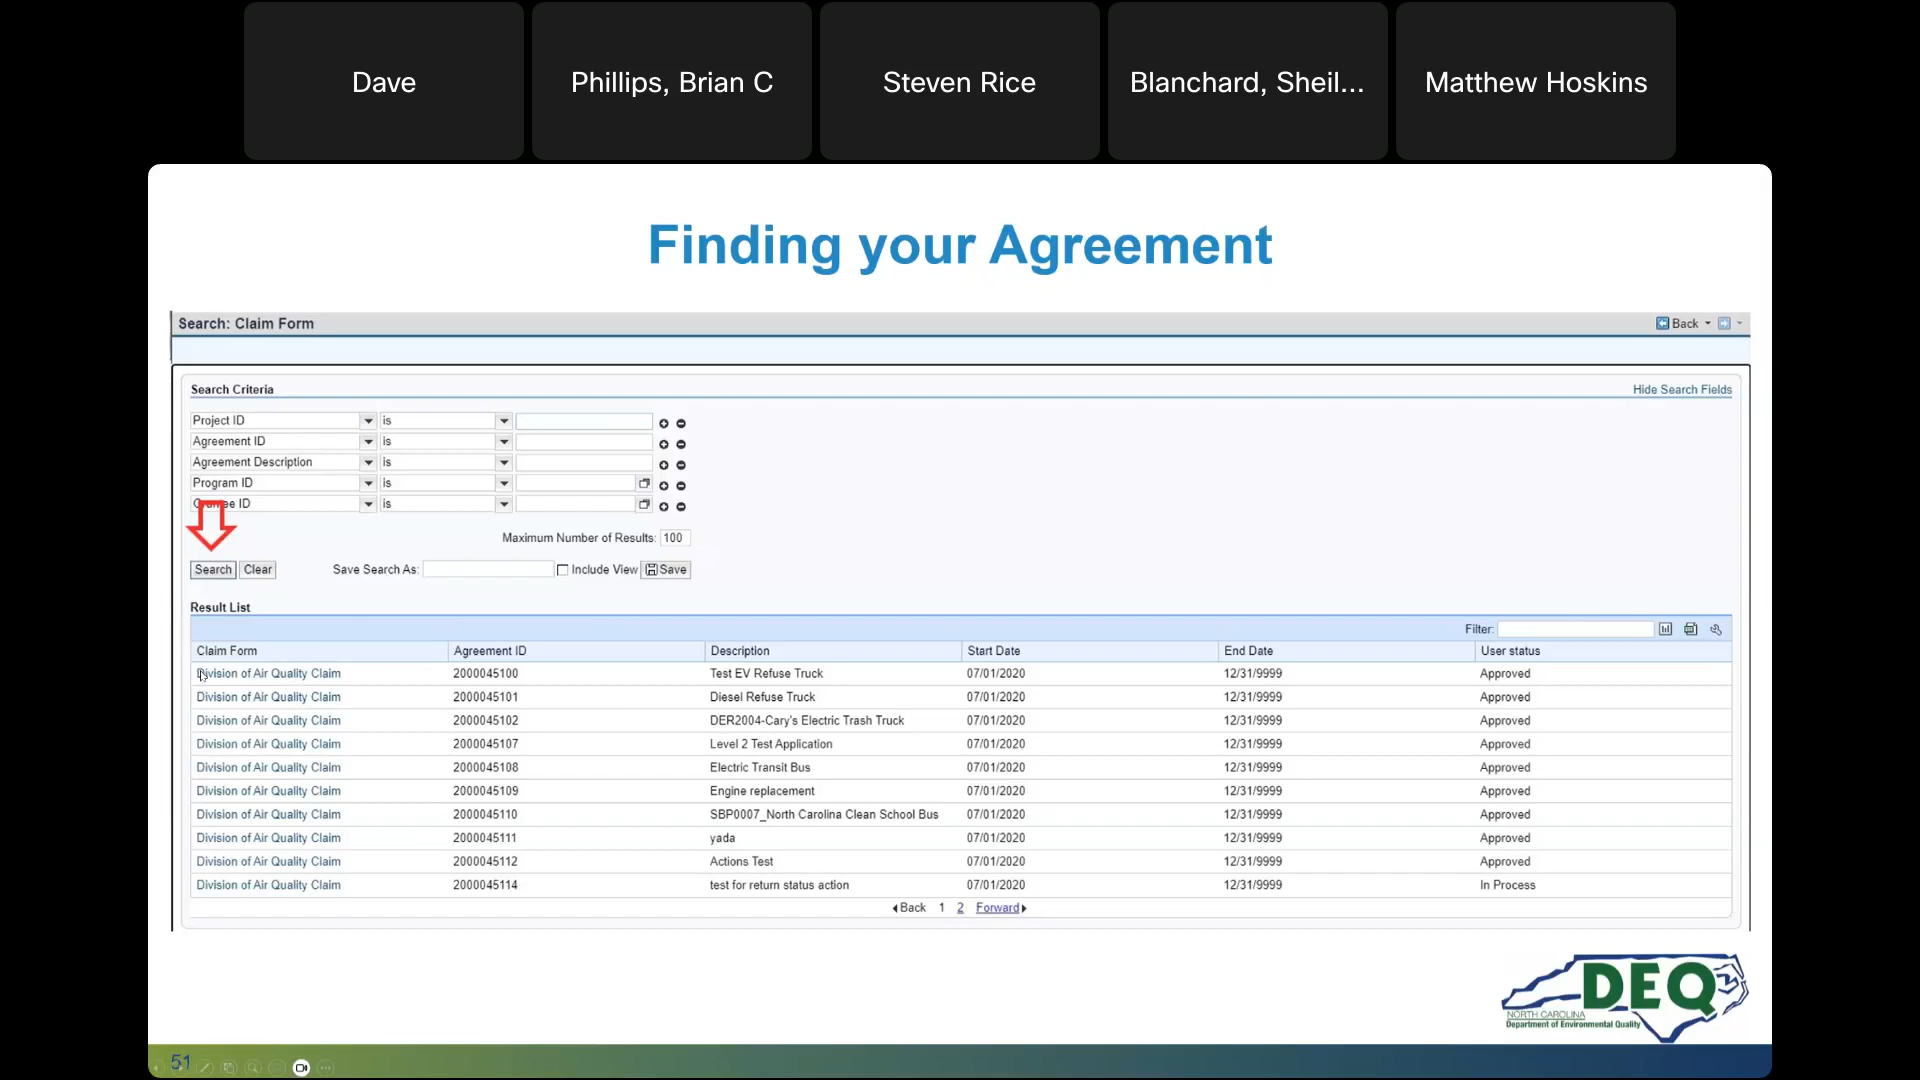 Dave
Phillips, Brian C
Steven Rice
Blanchard, Sheil...
Matthew Hoskins
Finding your Agreement
Search: Claim Form
Back
Search Criteria
Hide Search Fields
Project ID is
Agreement ID is
Agreement Description is
Program ID is
ee ID is
Maximum Number of Results: 100
Search Clear Save Search As: Include View Save
Result List
Filter:
Claim Form Agreement ID Description Start Date End Date User status
Division of Air Quality Claim 2000045100 Test EV Refuse Truck 07/01/2020 12/31/9999 Approved
Division of Air Quality Claim 2000045101 Diesel Refuse Truck 07/01/2020 12/31/9999 Approved
Division of Air Quality Claim 2000045102 DER2004-Cary's Electric Trash Truck 07/01/2020 12/31/9999 Approved
Division of Air Quality Claim 2000045107 Level 2 Test Application 07/01/2020 12/31/9999 Approved
Division of Air Quality Claim 2000045108 Electric Transit Bus 07/01/2020 12/31/9999 Approved
Division of Air Quality Claim 2000045109 Engine replacement 07/01/2020 12/31/9999 Approved
Division of Air Quality Claim 2000045110 SBP0007_North Carolina Clean School Bus 07/01/2020 12/31/9999 Approved
Division of Air Quality Claim 2000045111 yada 07/01/2020 12/31/9999 Approved
Division of Air Quality Claim 2000045112 Actions Test 07/01/2020 12/31/9999 Approved
Division of Air Quality Claim 2000045114 test for return status action 07/01/2020 12/31/9999 In Process
Back 1 2 Forward
DEQ
NORTH CAROLINA
Department of Environmental Quality
51